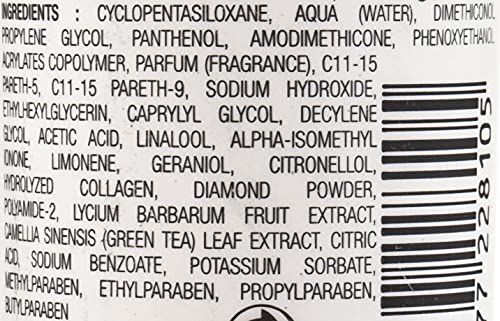 INGREDIENTS : CYCLOPENTASILOXANE, AQUA (WATER), DIMETHICONOL,
PROPYLENE GLYCOL, PANTHENOL, AMODIMETHICONE, PHENOXYETHANOL
ACRYLATES COPOLYMER, PARFUM (FRAGRANCE), C11-15
PARETH-5, C11-15 PARETH-9, SODIUM HYDROXIDE,
ETHYLHEXYLGLYCERIN, CAPRYLYL GLYCOL, DECYLENE
GLYCOL, ACETIC ACID, LINALOOL, ALPHA-ISOMETHYL
IONONE, LIMONENE, GERANIOL, CITRONELLOL,
HYDROLYZED COLLAGEN, DIAMOND POWDER,
POLYAMIDE-2, LYCIUM BARBARUM FRUIT EXTRACT,
CAMELLIA SINENSIS (GREEN TEA) LEAF EXTRACT, CITRIC
ACID, SODIUM BENZOATE, POTASSIUM SORBATE,
METHYLPARABEN, ETHYLPARABEN, PROPYLPARABEN,
BUTYLPARABEN
77 228105